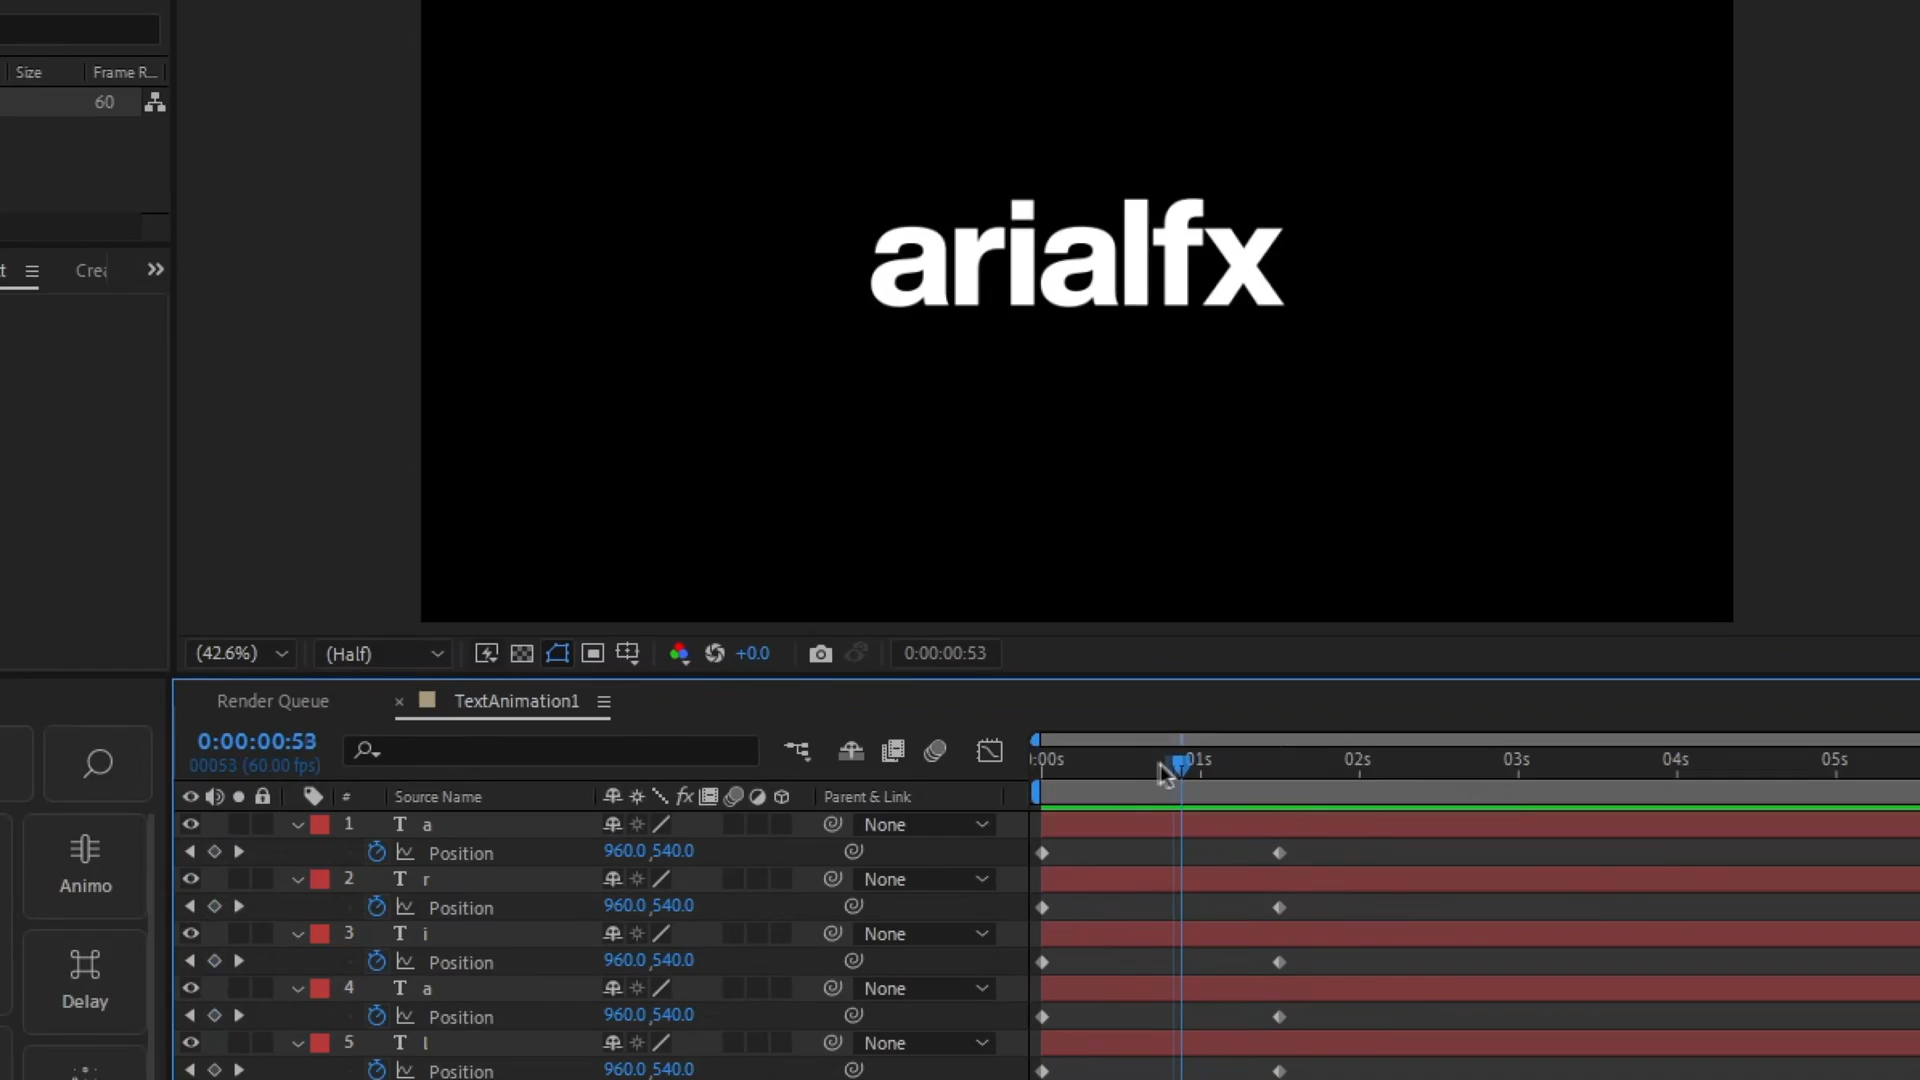 Size Frame R...
60
arialfx
t Crea
(42.6%) (Half) +0.0 0:00:00:53
Render Queue × TextAnimation1
0:00:00:53
00053 (60.00 fps)
:00s 01s 02s 03s 04s 05s
# Source Name fx Parent & Link
1 T a None
Position 960.0,540.0
2 T r None
Position 960.0,540.0
3 T i None
Position 960.0,540.0
4 T a None
Position 960.0,540.0
5 T l None
Position 960.0,540.0
Animo
Delay